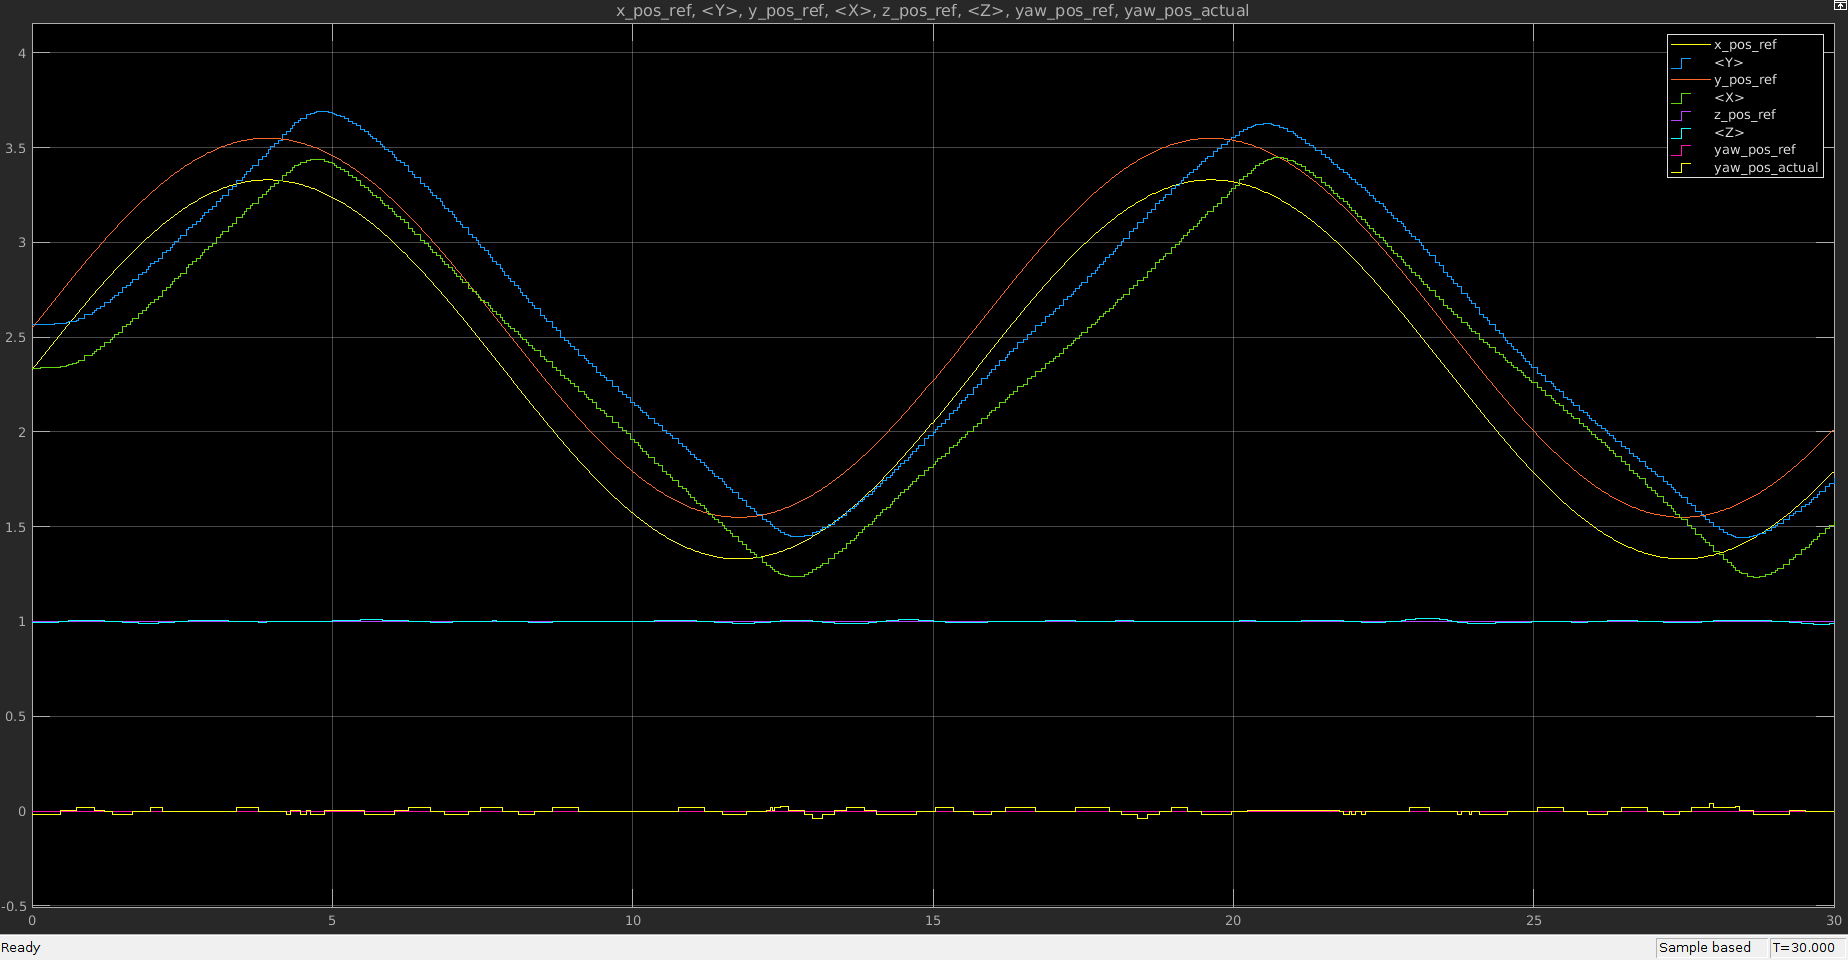 x_pos_ref, <Y>, y_pos_ref, <X>, z_pos_ref, <Z>, yaw_pos_ref, yaw_pos_actual
x_pos_ref
<Y>
y_pos_ref
<X>
z_pos_ref
<Z>
yaw_pos_ref
yaw_pos_actual
4
3.5
3
2.5
2
1.5
1
0.5
0
-0.5
0 5 10 15 20 25 30
Ready Sample based T=30.000